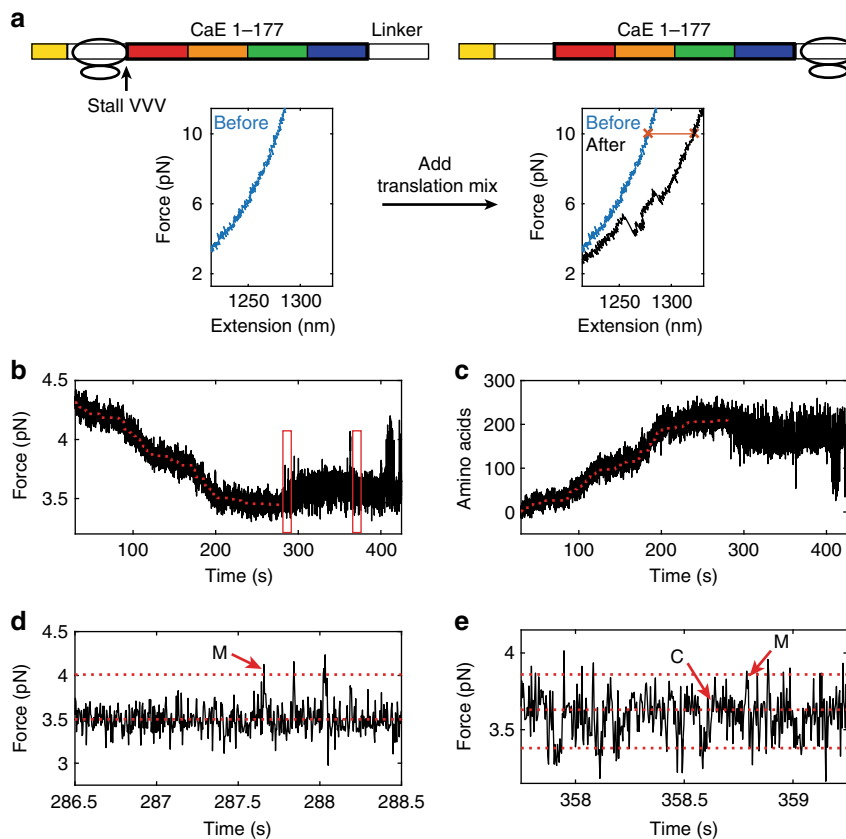 a
CaE 1–177
Linker
CaE 1–177
Stall VVV
Before
10
6
2
Force (pN)
1250 1300
Extension (nm)
Add
translation mix
Before
After
10
6
2
Force (pN)
1250 1300
Extension (nm)
b
4.5
4
3.5
Force (pN)
100 200 300 400
Time (s)
c
300
200
100
0
Amino acids
100 200 300 400
Time (s)
d
4.5
4
3.5
3
Force (pN)
M
286.5 287 287.5 288 288.5
Time (s)
e
4
3.5
Force (pN)
C
M
358 358.5 359
Time (s)